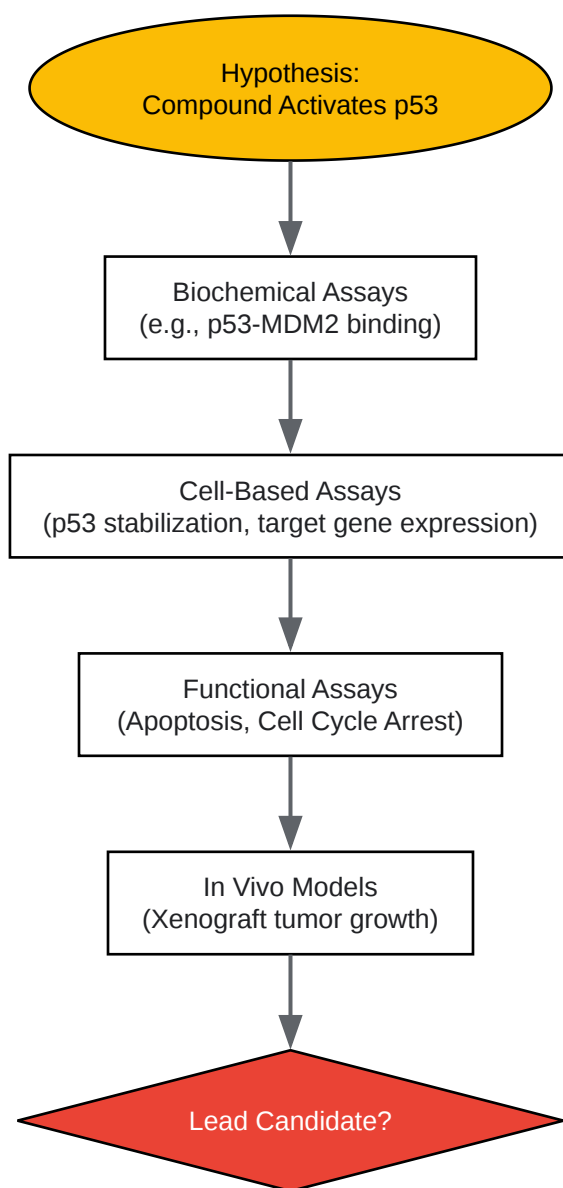 Hypothesis:
Compound Activates p53
Biochemical Assays
(e.g., p53-MDM2 binding)
Cell-Based Assays
(p53 stabilization, target gene expression)
Functional Assays
(Apoptosis, Cell Cycle Arrest)
In Vivo Models
(Xenograft tumor growth)
Lead Candidate?